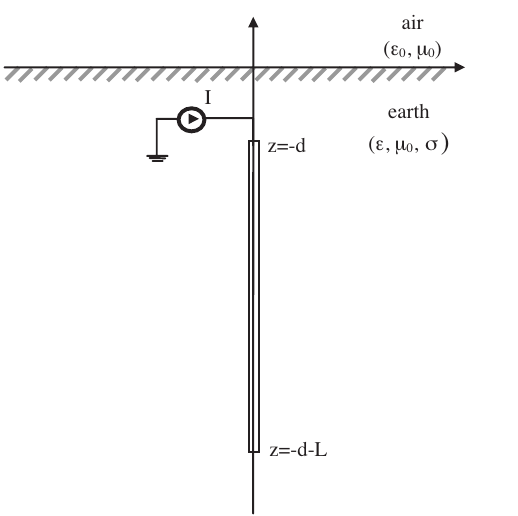 air
(ε₀, μ₀)
I
earth
z=-d
(ε, μ₀, σ)
z=-d-L